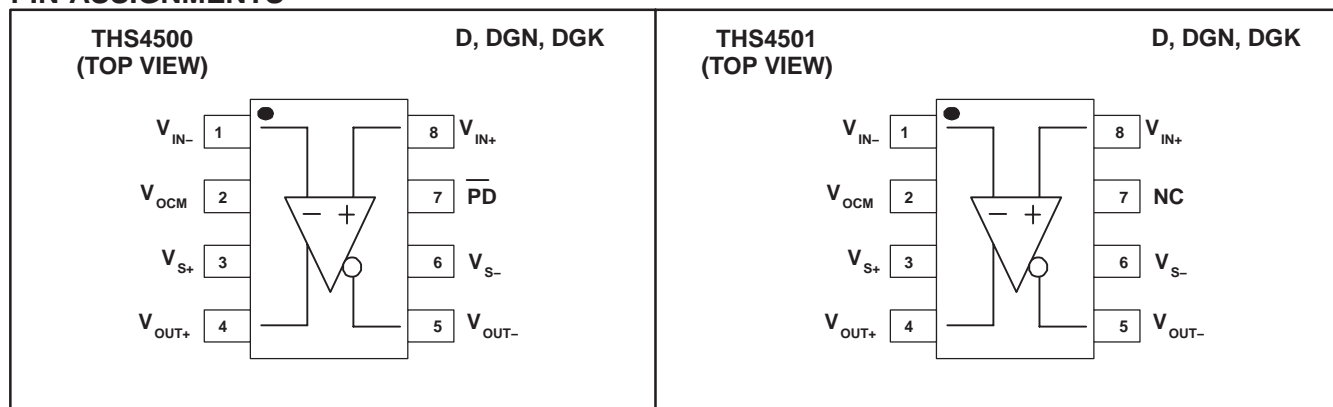 THS4500
(TOP VIEW)
D, DGN, DGK
VIN–
1
8
VIN+
VOCM
2
7
PD
VS+
3
6
VS–
VOUT+
4
5
VOUT–
– +
THS4501
(TOP VIEW)
D, DGN, DGK
VIN–
1
8
VIN+
VOCM
2
7
NC
VS+
3
6
VS–
VOUT+
4
5
VOUT–
– +